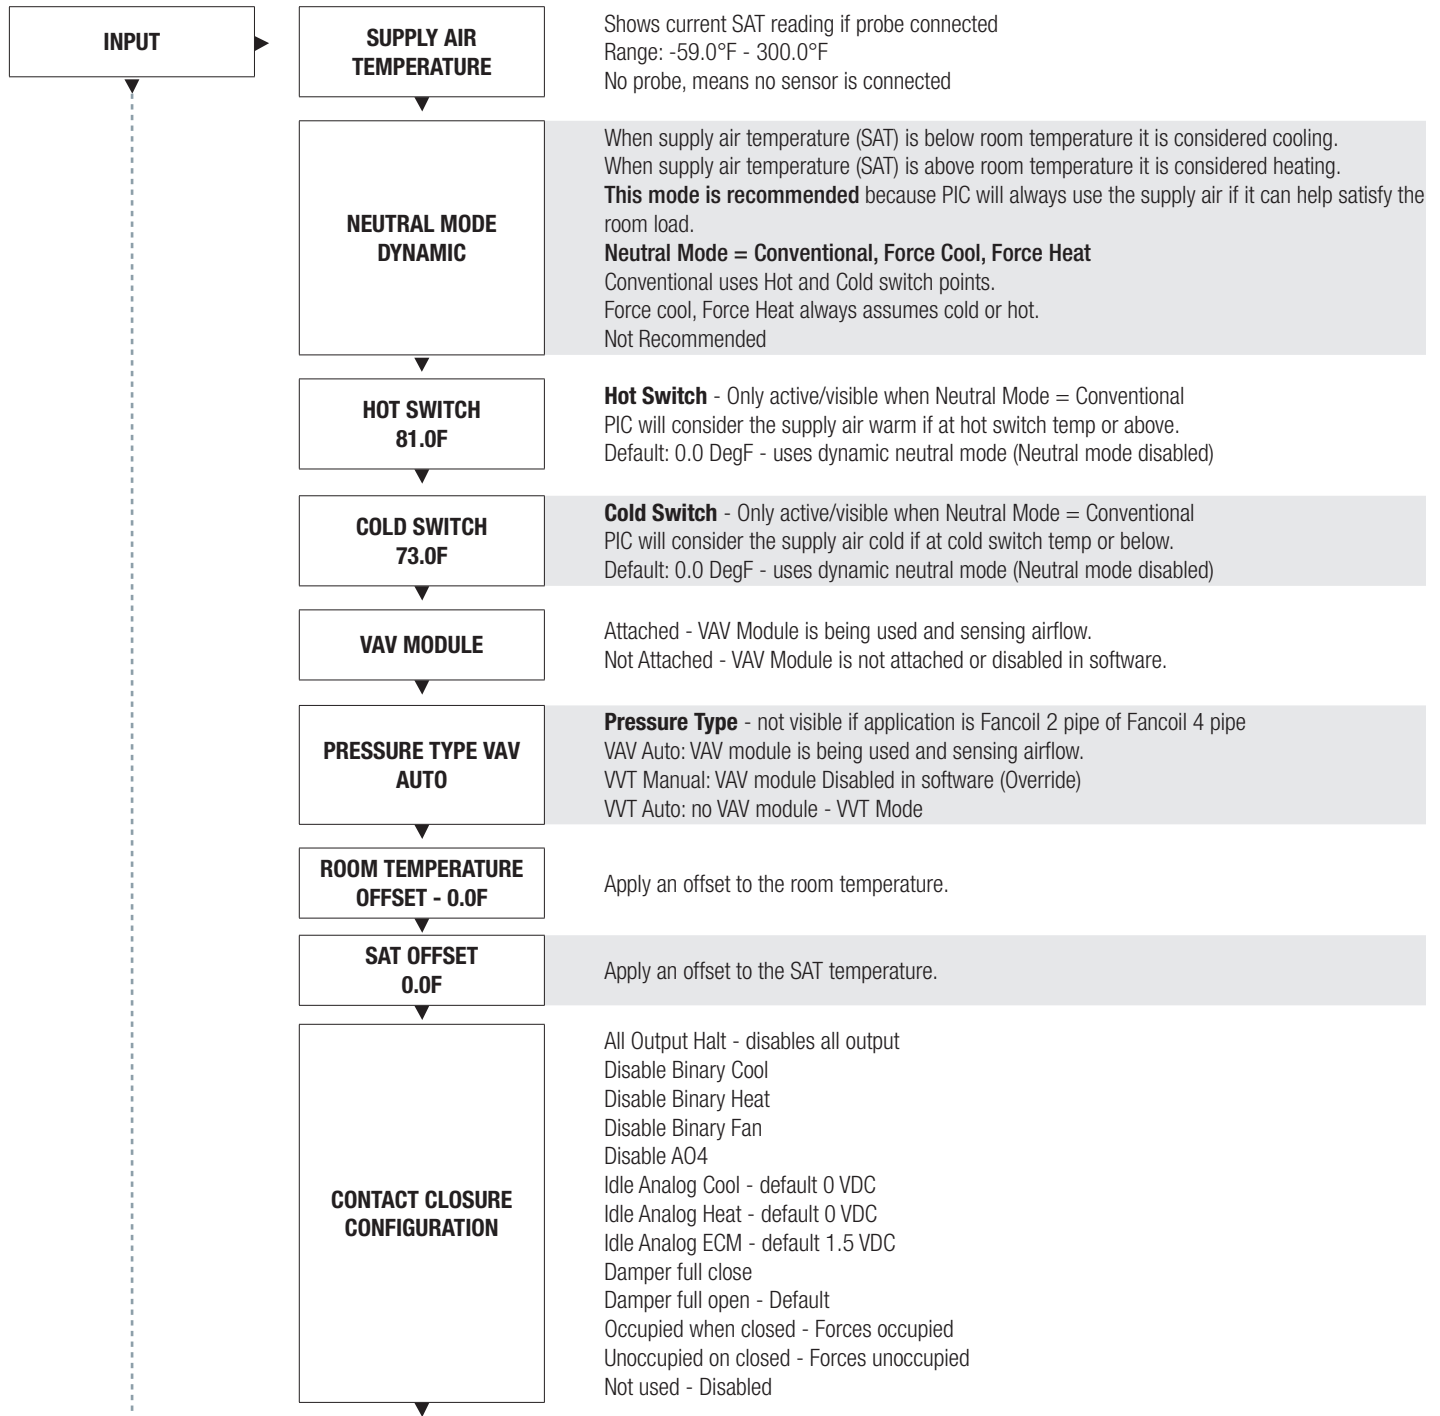 INPUT
SUPPLY AIR
TEMPERATURE
Shows current SAT reading if probe connected
Range: -59.0°F - 300.0°F
No probe, means no sensor is connected
NEUTRAL MODE
DYNAMIC
When supply air temperature (SAT) is below room temperature it is considered cooling.
When supply air temperature (SAT) is above room temperature it is considered heating.
This mode is recommended because PIC will always use the supply air if it can help satisfy the
room load.
Neutral Mode = Conventional, Force Cool, Force Heat
Conventional uses Hot and Cold switch points.
Force cool, Force Heat always assumes cold or hot.
Not Recommended
HOT SWITCH
81.0F
Hot Switch - Only active/visible when Neutral Mode = Conventional
PIC will consider the supply air warm if at hot switch temp or above.
Default: 0.0 DegF - uses dynamic neutral mode (Neutral mode disabled)
COLD SWITCH
73.0F
Cold Switch - Only active/visible when Neutral Mode = Conventional
PIC will consider the supply air cold if at cold switch temp or below.
Default: 0.0 DegF - uses dynamic neutral mode (Neutral mode disabled)
VAV MODULE
Attached - VAV Module is being used and sensing airflow.
Not Attached - VAV Module is not attached or disabled in software.
PRESSURE TYPE VAV
AUTO
Pressure Type - not visible if application is Fancoil 2 pipe of Fancoil 4 pipe
VAV Auto: VAV module is being used and sensing airflow.
VVT Manual: VAV module Disabled in software (Override)
VVT Auto: no VAV module - VVT Mode
ROOM TEMPERATURE
OFFSET - 0.0F
Apply an offset to the room temperature.
SAT OFFSET
0.0F
Apply an offset to the SAT temperature.
CONTACT CLOSURE
CONFIGURATION
All Output Halt - disables all output
Disable Binary Cool
Disable Binary Heat
Disable Binary Fan
Disable AO4
Idle Analog Cool - default 0 VDC
Idle Analog Heat - default 0 VDC
Idle Analog ECM - default 1.5 VDC
Damper full close
Damper full open - Default
Occupied when closed - Forces occupied
Unoccupied on closed - Forces unoccupied
Not used - Disabled